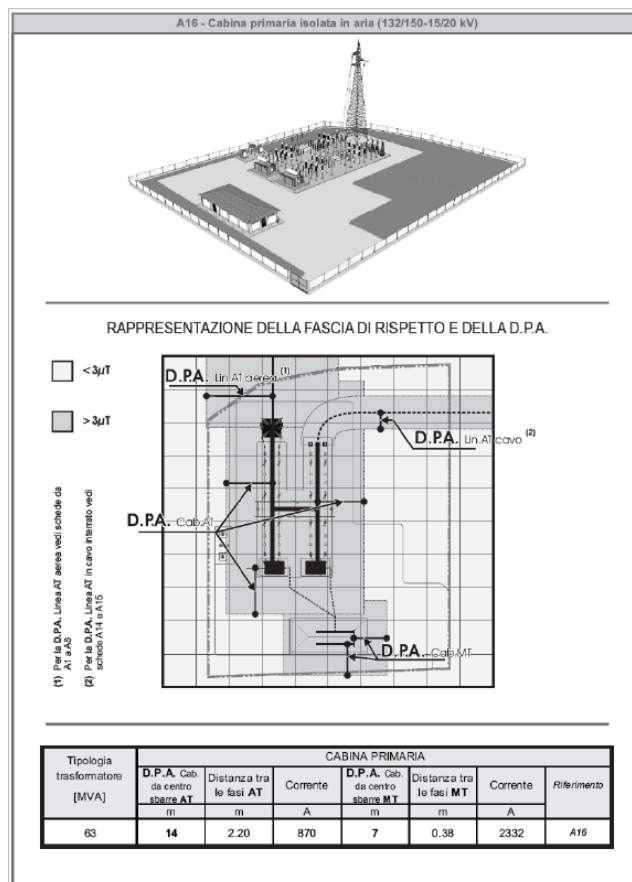 A16 - Cabina primaria isolata in aria (132/150-15/20 kV)
RAPPRESENTAZIONE DELLA FASCIA DI RISPETTO E DELLA D.P.A.
<3µT
>3µT
D.P.A. Lin.AT aerea (1)
D.P.A. Lin.AT cavo (2)
D.P.A. Cab.AT
D.P.A. Cab.MT
(1) Per la D.P.A. Linea AT aerea vedi schede da
A1 a A8
(2) Per la D.P.A. Linea AT in cavo interrato vedi
schede A14 e A15
Tipologia trasformatore [MVA]
CABINA PRIMARIA
D.P.A. Cab. da centro sbarre AT
Distanza tra le fasi AT
Corrente
D.P.A. Cab. da centro sbarre MT
Distanza tra le fasi MT
Corrente
Riferimento
m m A m m A
63 14 2.20 870 7 0.38 2332 A16